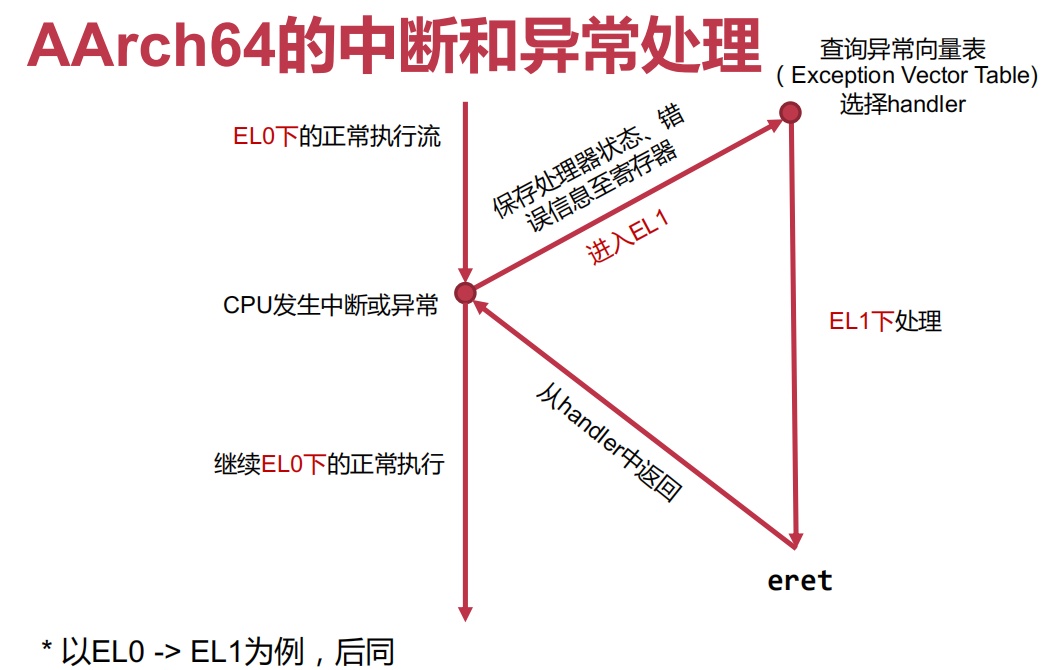 AArch64的中断和异常处理
查询异常向量表
( Exception Vector Table)
选择handler
EL0下的正常执行流
保存处理器状态、错
误信息至寄存器
进入EL1
CPU发生中断或异常
EL1下处理
从handler中返回
继续EL0下的正常执行
eret
* 以EL0 -> EL1为例，后同